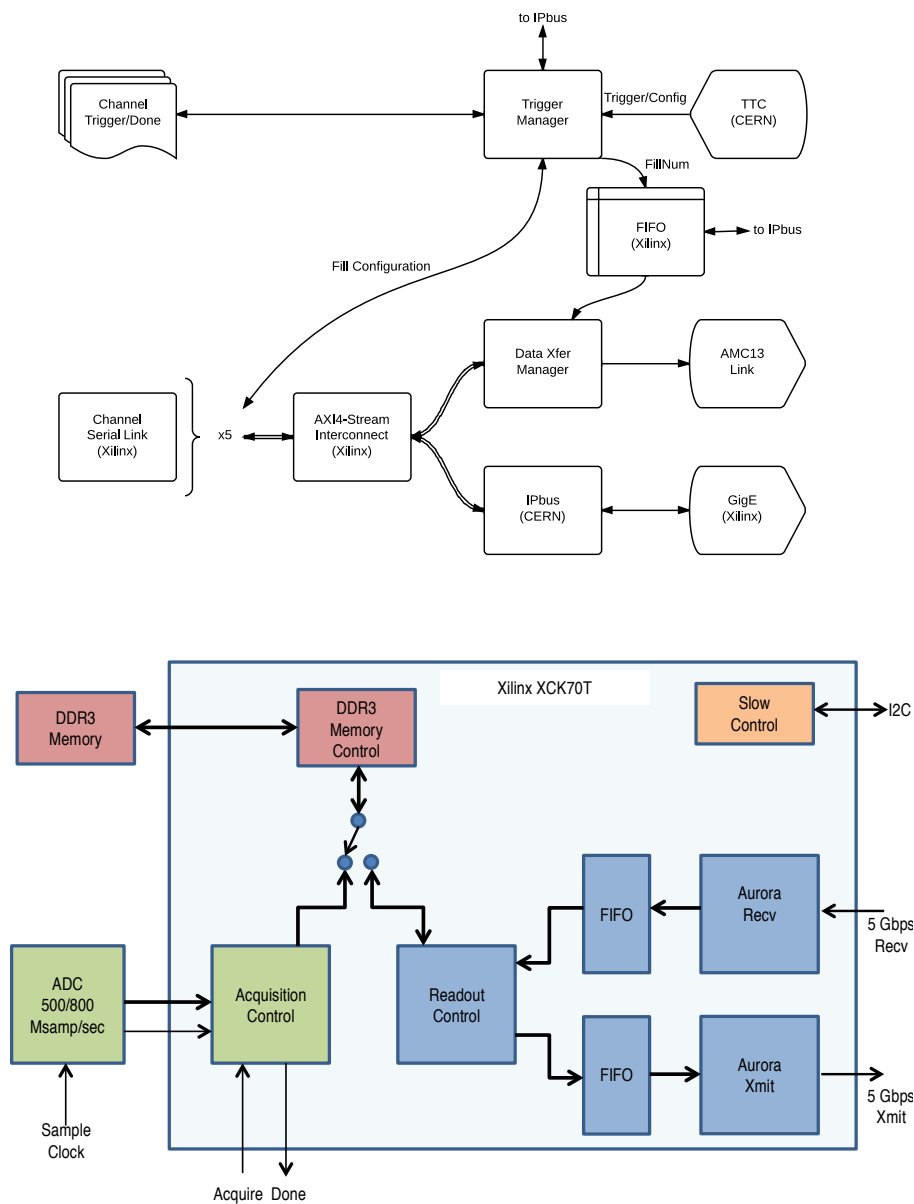 to IPbus
Channel
Trigger/Done
Trigger
Manager
Trigger/Config
TTC
(CERN)
FillNum
FIFO
(Xilinx)
to IPbus
Fill Configuration
Data Xfer
Manager
AMC13
Link
Channel
Serial Link
(Xilinx)
x5
AXI4-Stream
Interconnect
(Xilinx)
IPbus
(CERN)
GigE
(Xilinx)
Xilinx XCK70T
DDR3
Memory
DDR3
Memory
Control
Slow
Control
I2C
FIFO
Aurora
Recv
5 Gbps
Recv
ADC
500/800
Msamp/sec
Acquisition
Control
Readout
Control
FIFO
Aurora
Xmit
5 Gbps
Xmit
Sample
Clock
Acquire Done